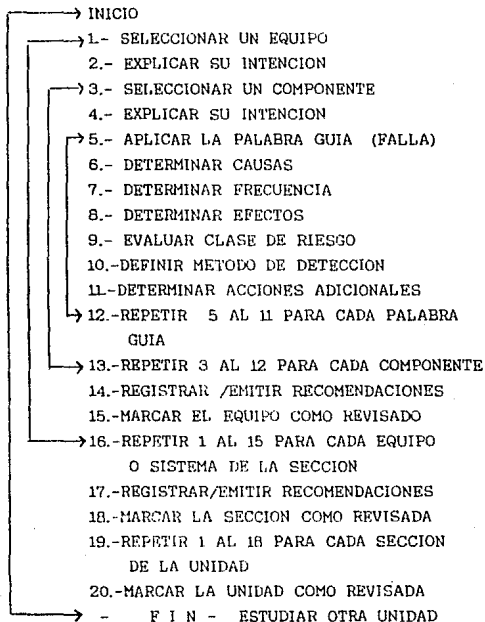 INICIO
1.- SELECCIONAR UN EQUIPO
2.- EXPLICAR SU INTENCION
3.- SELECCIONAR UN COMPONENTE
4.- EXPLICAR SU INTENCION
5.- APLICAR LA PALABRA GUIA (FALLA)
6.- DETERMINAR CAUSAS
7.- DETERMINAR FRECUENCIA
8.- DETERMINAR EFECTOS
9.- EVALUAR CLASE DE RIESGO
10.-DEFINIR METODO DE DETECCION
11.-DETERMINAR ACCIONES ADICIONALES
12.-REPETIR 5 AL 11 PARA CADA PALABRA
GUIA
13.-REPETIR 3 AL 12 PARA CADA COMPONENTE
14.-REGISTRAR /EMITIR RECOMENDACIONES
15.-MARCAR EL EQUIPO COMO REVISADO
16.-REPETIR 1 AL 15 PARA CADA EQUIPO
O SISTEMA DE LA SECCION
17.-REGISTRAR/EMITIR RECOMENDACIONES
18.-MARCAR LA SECCION COMO REVISADA
19.-REPETIR 1 AL 18 PARA CADA SECCION
DE LA UNIDAD
20.-MARCAR LA UNIDAD COMO REVISADA
- F I N - ESTUDIAR OTRA UNIDAD